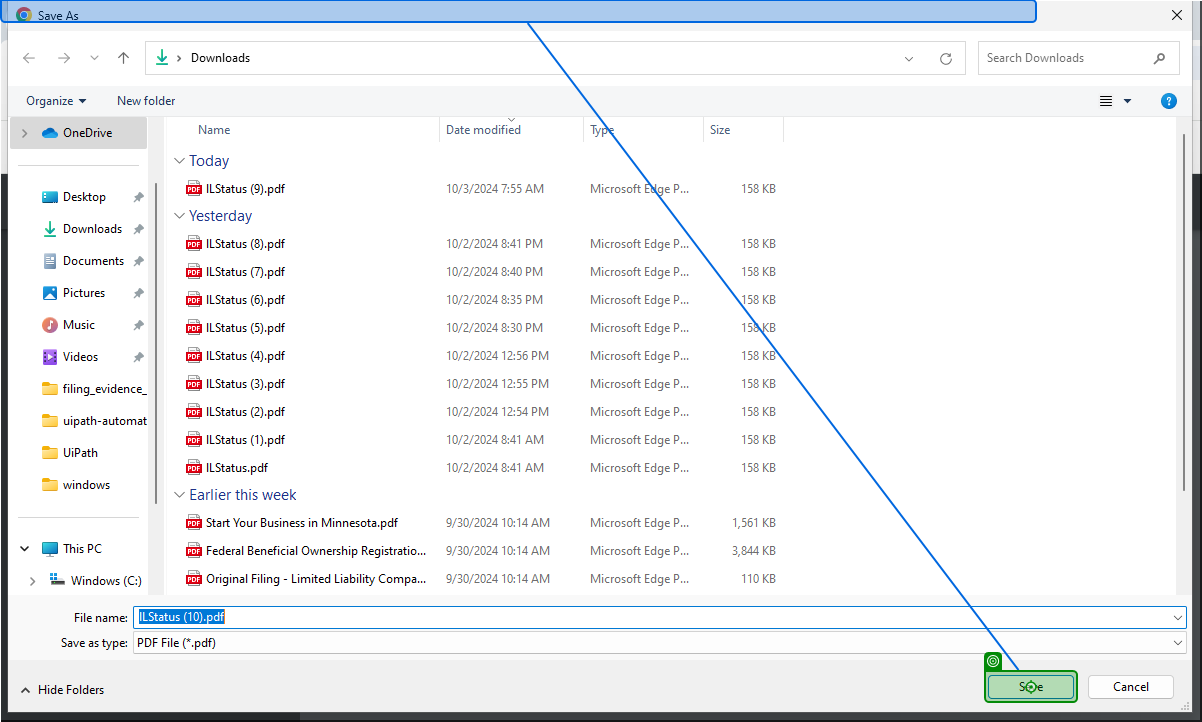 Save As
Downloads
Search Downloads
Organize
New folder
OneDrive
Desktop
Downloads
Documents
Pictures
Music
Videos
filing_evidence_
uipath-automat
UiPath
windows
This PC
Windows (C:)
Name Date modified Type Size
Today
ILStatus (9).pdf 10/3/2024 7:55 AM Microsoft Edge P... 158 KB
Yesterday
ILStatus (8).pdf 10/2/2024 8:41 PM Microsoft Edge P... 158 KB
ILStatus (7).pdf 10/2/2024 8:40 PM Microsoft Edge P... 158 KB
ILStatus (6).pdf 10/2/2024 8:35 PM Microsoft Edge P... 158 KB
ILStatus (5).pdf 10/2/2024 8:30 PM Microsoft Edge P... 158 KB
ILStatus (4).pdf 10/2/2024 12:56 PM Microsoft Edge P... 158 KB
ILStatus (3).pdf 10/2/2024 12:55 PM Microsoft Edge P... 158 KB
ILStatus (2).pdf 10/2/2024 12:54 PM Microsoft Edge P... 158 KB
ILStatus (1).pdf 10/2/2024 8:41 AM Microsoft Edge P... 158 KB
ILStatus.pdf 10/2/2024 8:41 AM Microsoft Edge P... 158 KB
Earlier this week
Start Your Business in Minnesota.pdf 9/30/2024 10:14 AM Microsoft Edge P... 1,561 KB
Federal Beneficial Ownership Registratio... 9/30/2024 10:14 AM Microsoft Edge P... 3,844 KB
Original Filing - Limited Liability Compa... 9/30/2024 10:14 AM Microsoft Edge P... 110 KB
File name: ILStatus (10).pdf
Save as type: PDF File (*.pdf)
Hide Folders
Save
Cancel